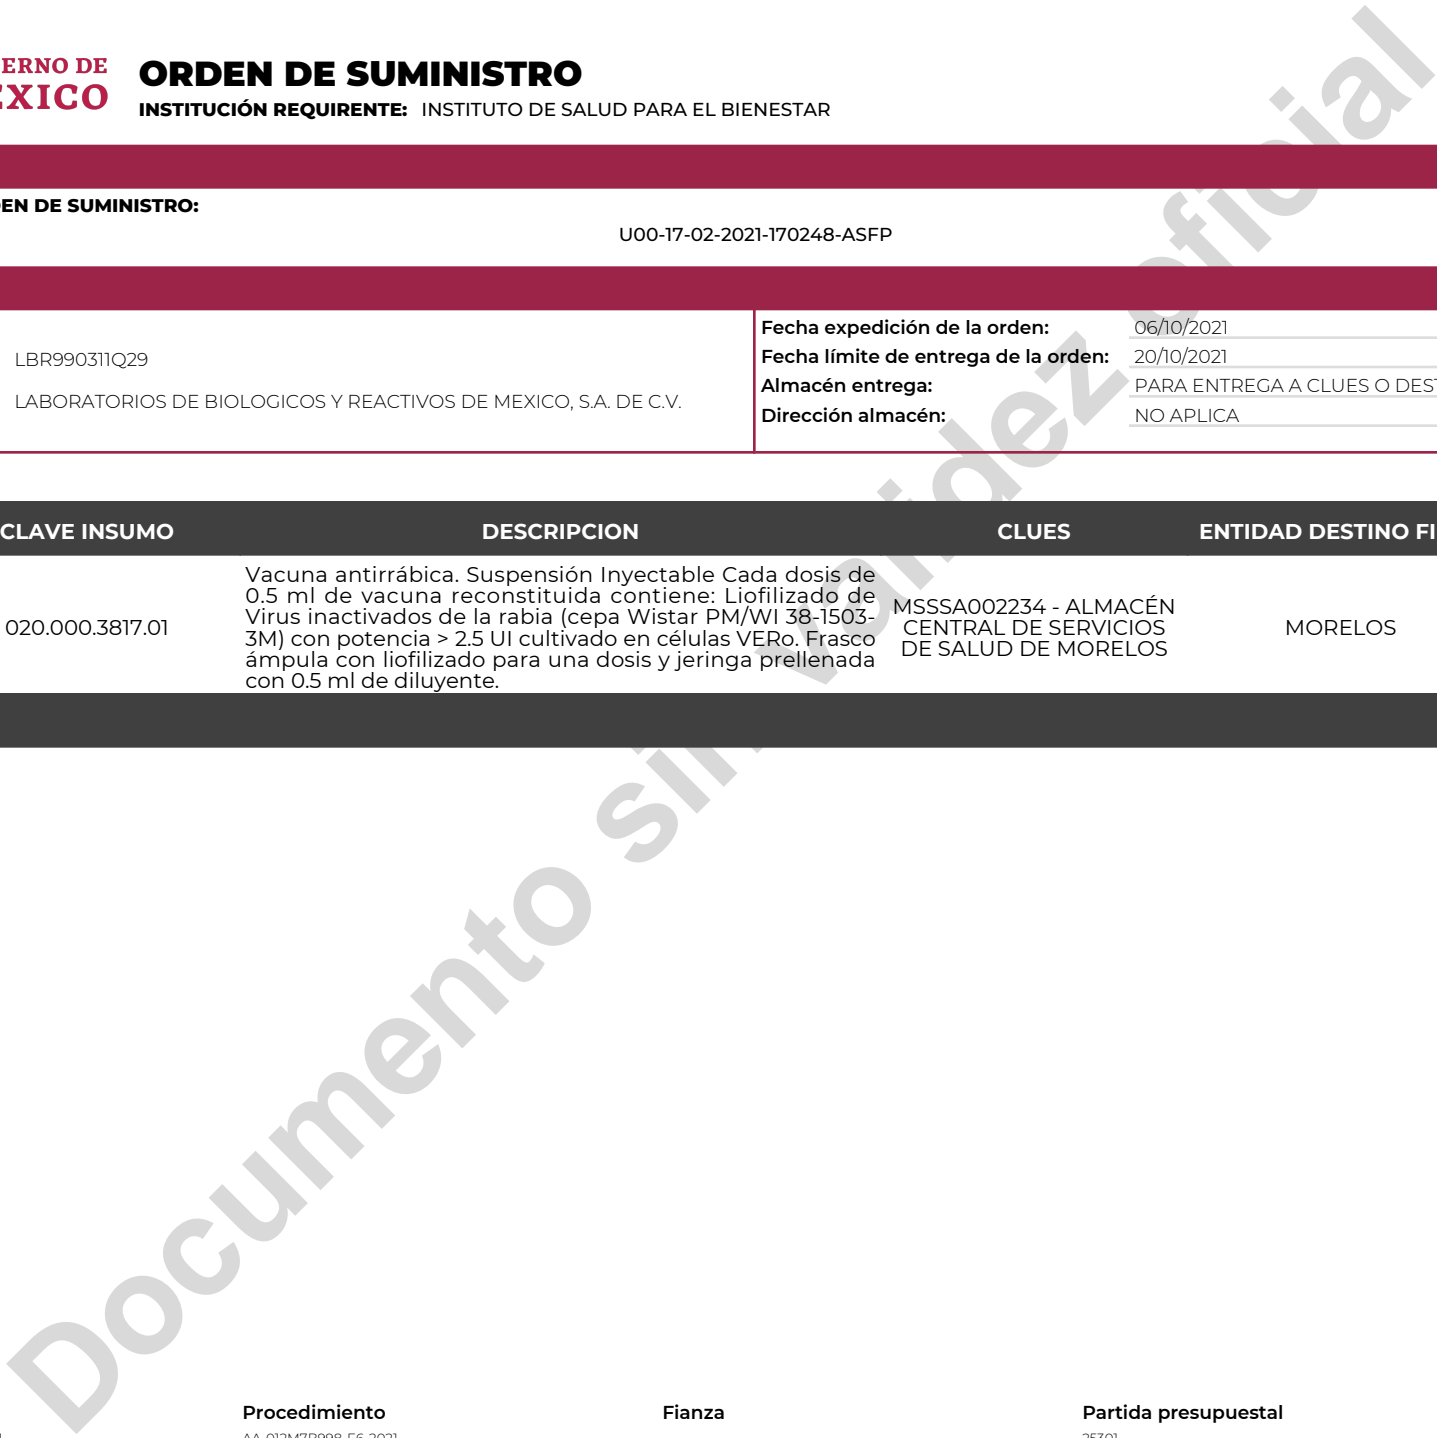 ERNO DE
EXICO
ORDEN DE SUMINISTRO
INSTITUCIÓN REQUIRENTE: INSTITUTO DE SALUD PARA EL BIENESTAR
EN DE SUMINISTRO:
U00-17-02-2021-170248-ASFP
LBR990311Q29
LABORATORIOS DE BIOLOGICOS Y REACTIVOS DE MEXICO, S.A. DE C.V.
Fecha expedición de la orden: 06/10/2021
Fecha límite de entrega de la orden: 20/10/2021
Almacén entrega: PARA ENTREGA A CLUES O DEST
Dirección almacén: NO APLICA
CLAVE INSUMO DESCRIPCION CLUES ENTIDAD DESTINO FI
020.000.3817.01
Vacuna antirrábica. Suspensión Inyectable Cada dosis de
0.5 ml de vacuna reconstituida contiene: Liofilizado de
Virus inactivados de la rabia (cepa Wistar PM/WI 38-1503-
3M) con potencia > 2.5 UI cultivado en células VERo. Frasco
ámpula con liofilizado para una dosis y jeringa prellenada
con 0.5 ml de diluyente.
MSSSA002234 - ALMACÉN
CENTRAL DE SERVICIOS
DE SALUD DE MORELOS
MORELOS
Documento sin validez oficial
Procedimiento Fianza Partida presupuestal